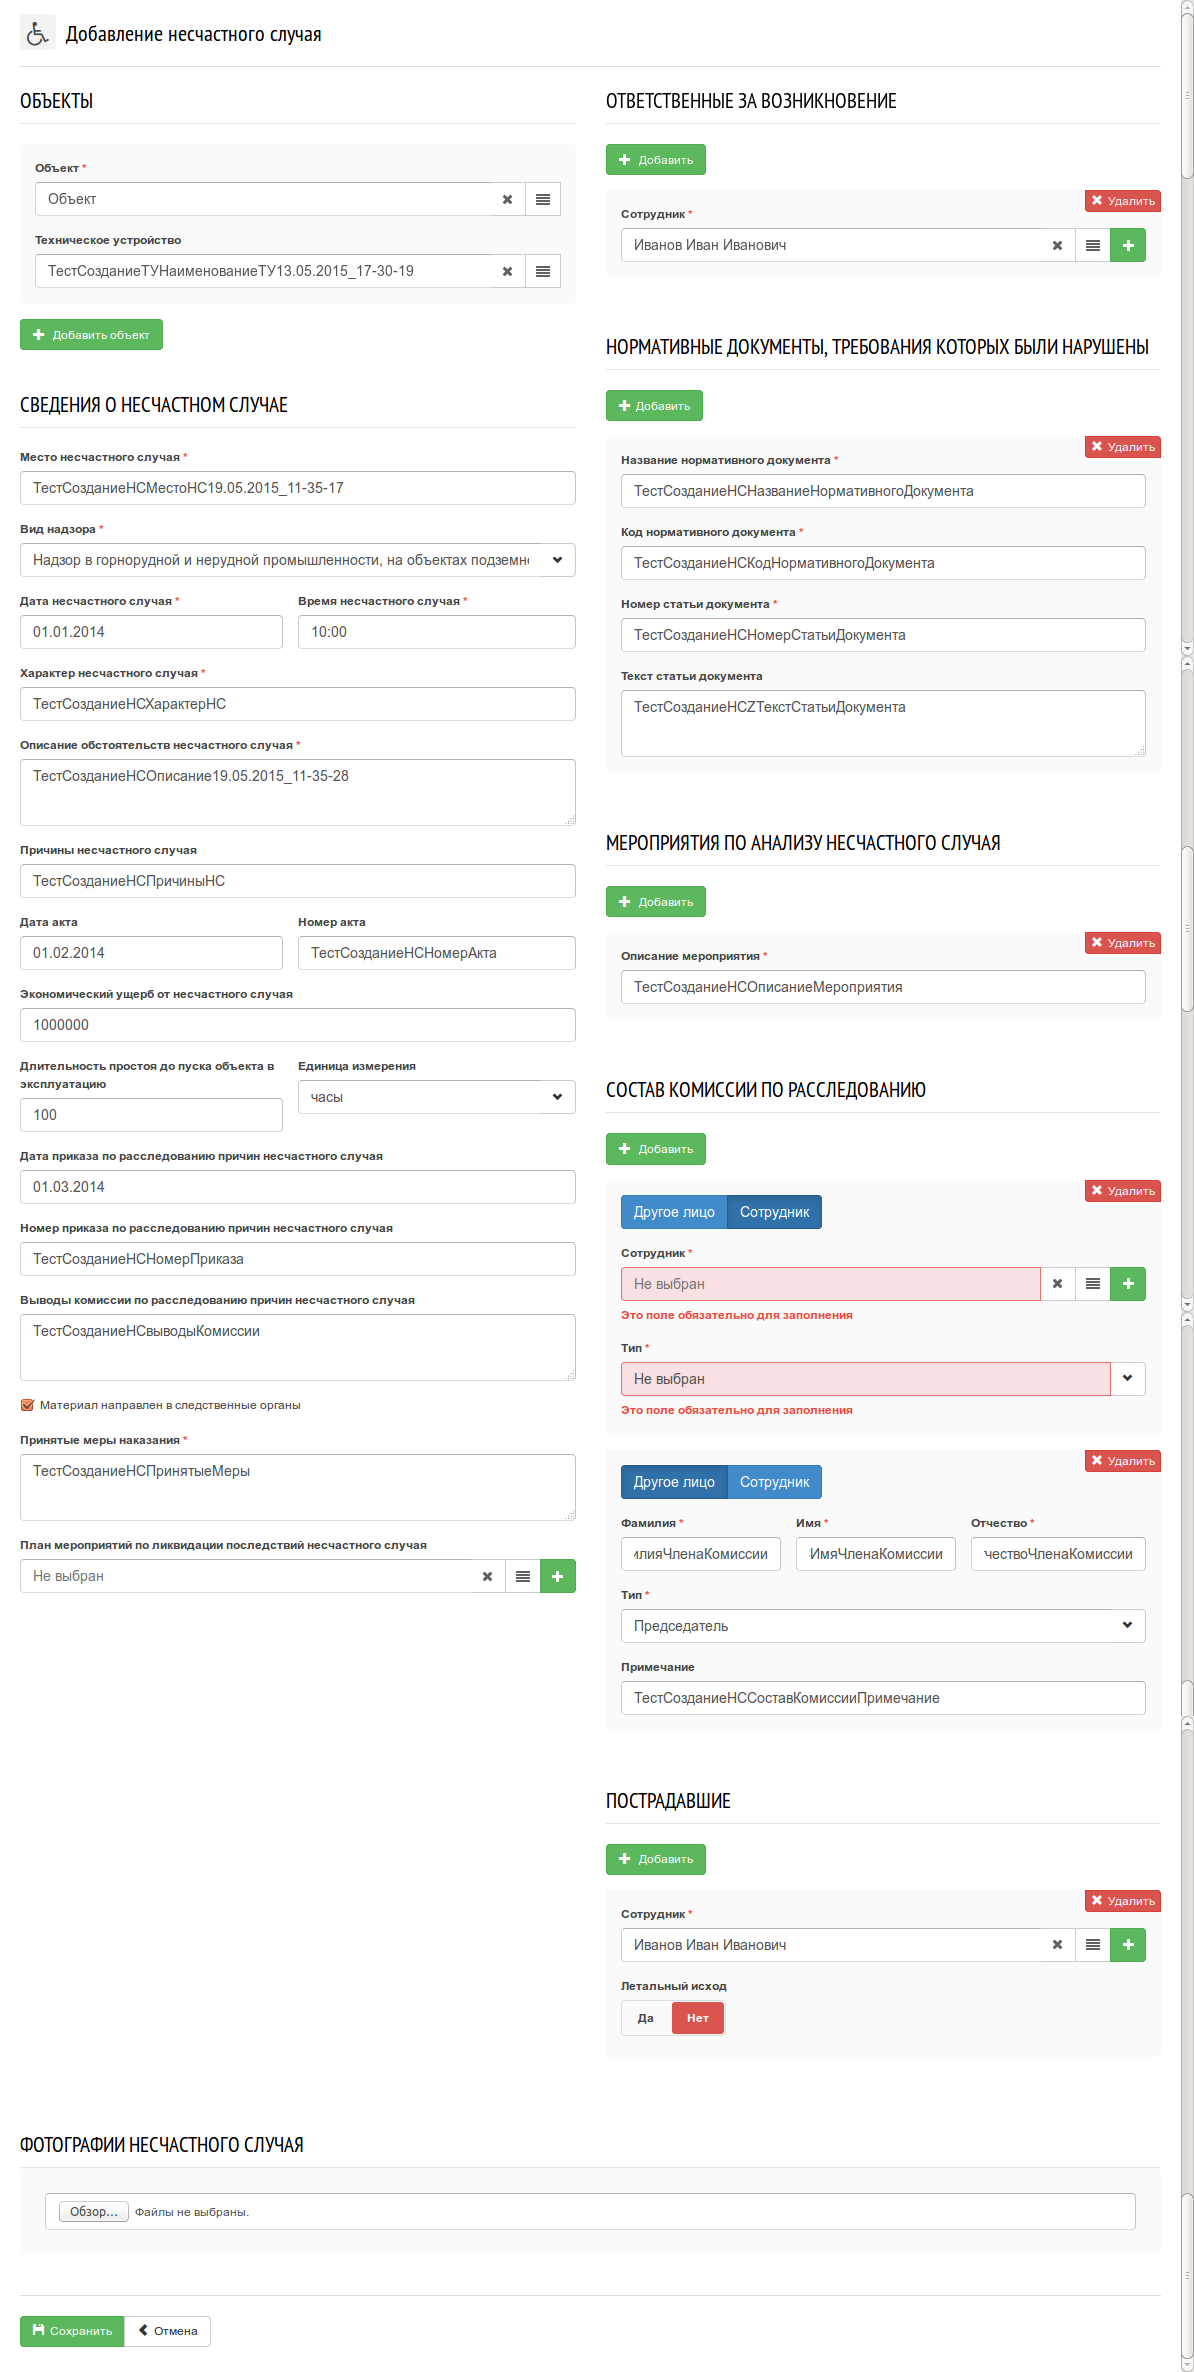 Добавление несчастного случая
ОБЪЕКТЫ
Объект *
Объект
Техническое устройство
ТестСозданиеТУНаименованиеТУ13.05.2015_17-30-19
Добавить объект
СВЕДЕНИЯ О НЕСЧАСТНОМ СЛУЧАЕ
Место несчастного случая *
ТестСозданиеНСМестоНС19.05.2015_11-35-17
Вид надзора *
Надзор в горнорудной и нерудной промышленности, на объектах подземн
Дата несчастного случая * Время несчастного случая *
01.01.2014 10:00
Характер несчастного случая *
ТестСозданиеНСХарактерНС
Описание обстоятельств несчастного случая *
ТестСозданиеНСОписание19.05.2015_11-35-28
Причины несчастного случая
ТестСозданиеНСПричиныНС
Дата акта Номер акта
01.02.2014 ТестСозданиеНСНомерАкта
Экономический ущерб от несчастного случая
1000000
Длительность простоя до пуска объекта в эксплуатацию Единица измерения
100 часы
Дата приказа по расследованию причин несчастного случая
01.03.2014
Номер приказа по расследованию причин несчастного случая
ТестСозданиеНСНомерПриказа
Выводы комиссии по расследованию причин несчастного случая
ТестСозданиеНСвыводыКомиссии
Материал направлен в следственные органы
Принятые меры наказания *
ТестСозданиеНСПринятыеМеры
План мероприятий по ликвидации последствий несчастного случая
Не выбран
ОТВЕТСТВЕННЫЕ ЗА ВОЗНИКНОВЕНИЕ
Добавить
Удалить
Сотрудник *
Иванов Иван Иванович
НОРМАТИВНЫЕ ДОКУМЕНТЫ, ТРЕБОВАНИЯ КОТОРЫХ БЫЛИ НАРУШЕНЫ
Добавить
Удалить
Название нормативного документа *
ТестСозданиеНСНазваниеНормативногоДокумента
Код нормативного документа *
ТестСозданиеНСКодНормативногоДокумента
Номер статьи документа *
ТестСозданиеНСНомерСтатьиДокумента
Текст статьи документа
ТестСозданиеНСZТекстСтатьиДокумента
МЕРОПРИЯТИЯ ПО АНАЛИЗУ НЕСЧАСТНОГО СЛУЧАЯ
Добавить
Удалить
Описание мероприятия *
ТестСозданиеНСОписаниеМероприятия
СОСТАВ КОМИССИИ ПО РАССЛЕДОВАНИЮ
Добавить
Удалить
Другое лицо Сотрудник
Сотрудник *
Не выбран
Это поле обязательно для заполнения
Тип *
Не выбран
Это поле обязательно для заполнения
Удалить
Другое лицо Сотрудник
Фамилия * Имя * Отчество *
илияЧленаКомиссии ИмяЧленаКомиссии чествоЧленаКомиссии
Тип *
Председатель
Примечание
ТестСозданиеНССоставКомиссииПримечание
ПОСТРАДАВШИЕ
Добавить
Удалить
Сотрудник *
Иванов Иван Иванович
Летальный исход
Да Нет
ФОТОГРАФИИ НЕСЧАСТНОГО СЛУЧАЯ
Обзор... Файлы не выбраны.
Сохранить Отмена